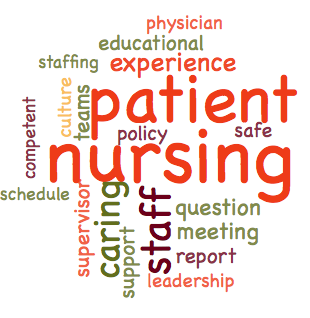 physician
educational
staffing
experience
culture
teams
patient
competent
policy
safe
nursing
schedule
supervisor
caring
support
staff
question
meeting
report
leadership